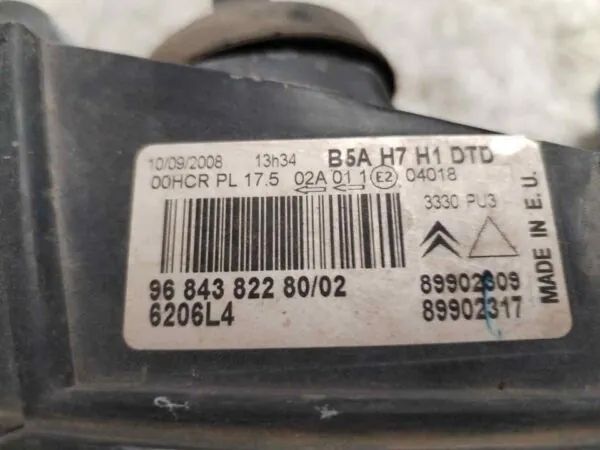 10/09/2008 13h34 B5A H7 H1 DTD
00HCR PL 17.5 02A 01 1 E2 04018
3330 PU3
96 843 822 80/02 89902309
6206L4 89902317
MADE IN E.U.